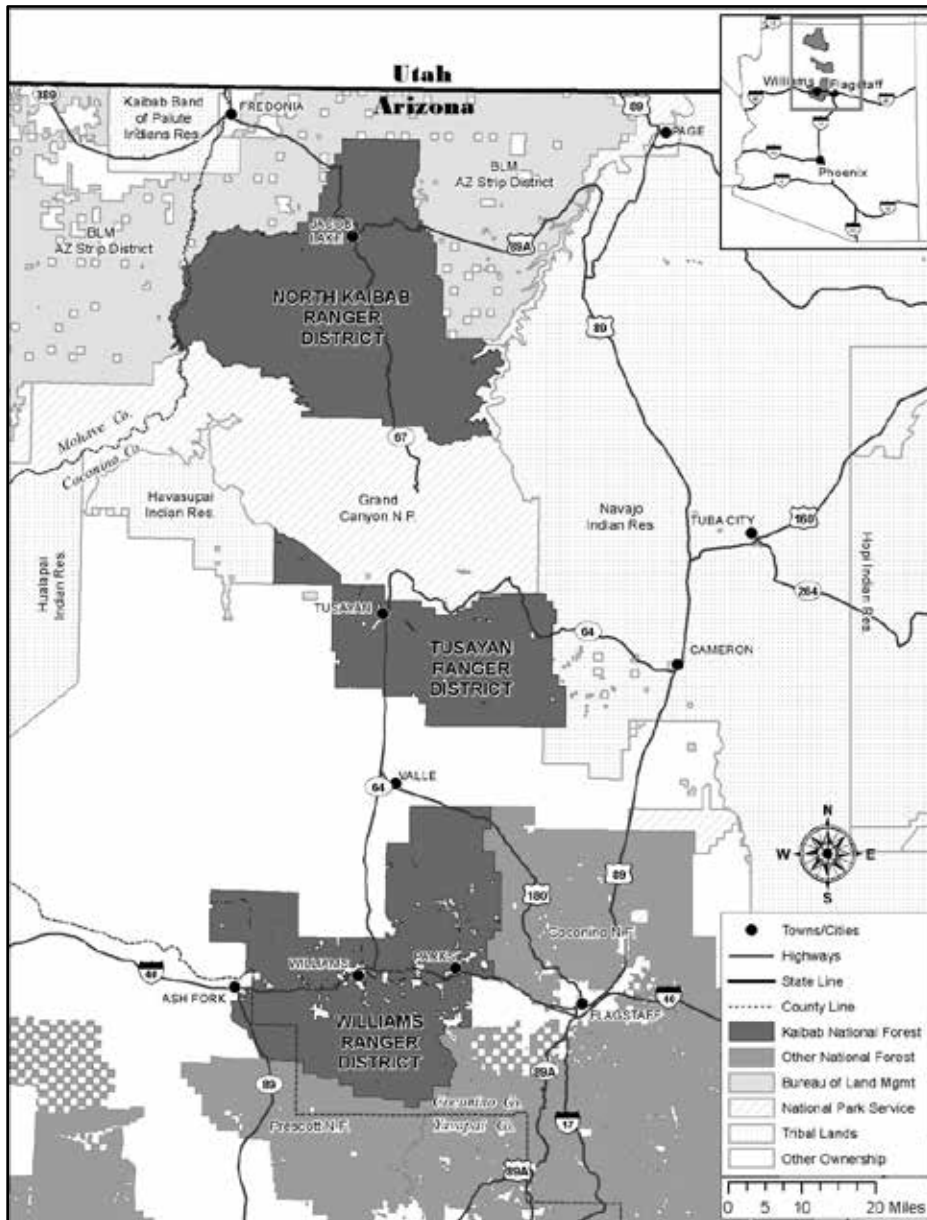 Utah
Arizona
389
Kaibab Band
of Paiute
Indians Res.
FREDONIA
89
PAGE
BLM
AZ Strip District
BLM
AZ Strip District
JACOB
LAKE
89A
NORTH KAIBAB
RANGER
DISTRICT
89
67
Mohave Co.
Coconino Co.
Havasupai
Indian Res.
Grand
Canyon N.P.
Navajo
Indian Res
TUBA CITY
160
Hualapai
Indian Res.
Hopi Indian Res.
264
TUSAYAN
64
TUSAYAN
RANGER
DISTRICT
CAMERON
VALLE
64
180
89
Coconino N.F.
WILLIAMS
PARKS
40
ASH FORK
FLAGSTAFF
40
WILLIAMS
RANGER
DISTRICT
89
89A
Coconino Co.
Yavapai Co.
Prescott N.F.
17
89A
Williams
Flagstaff
Phoenix
N
W
E
S
Towns/Cities
Highways
State Line
County Line
Kaibab National Forest
Other National Forest
Bureau of Land Mgmt
National Park Service
Tribal Lands
Other Ownership
0 5 10 20 Miles